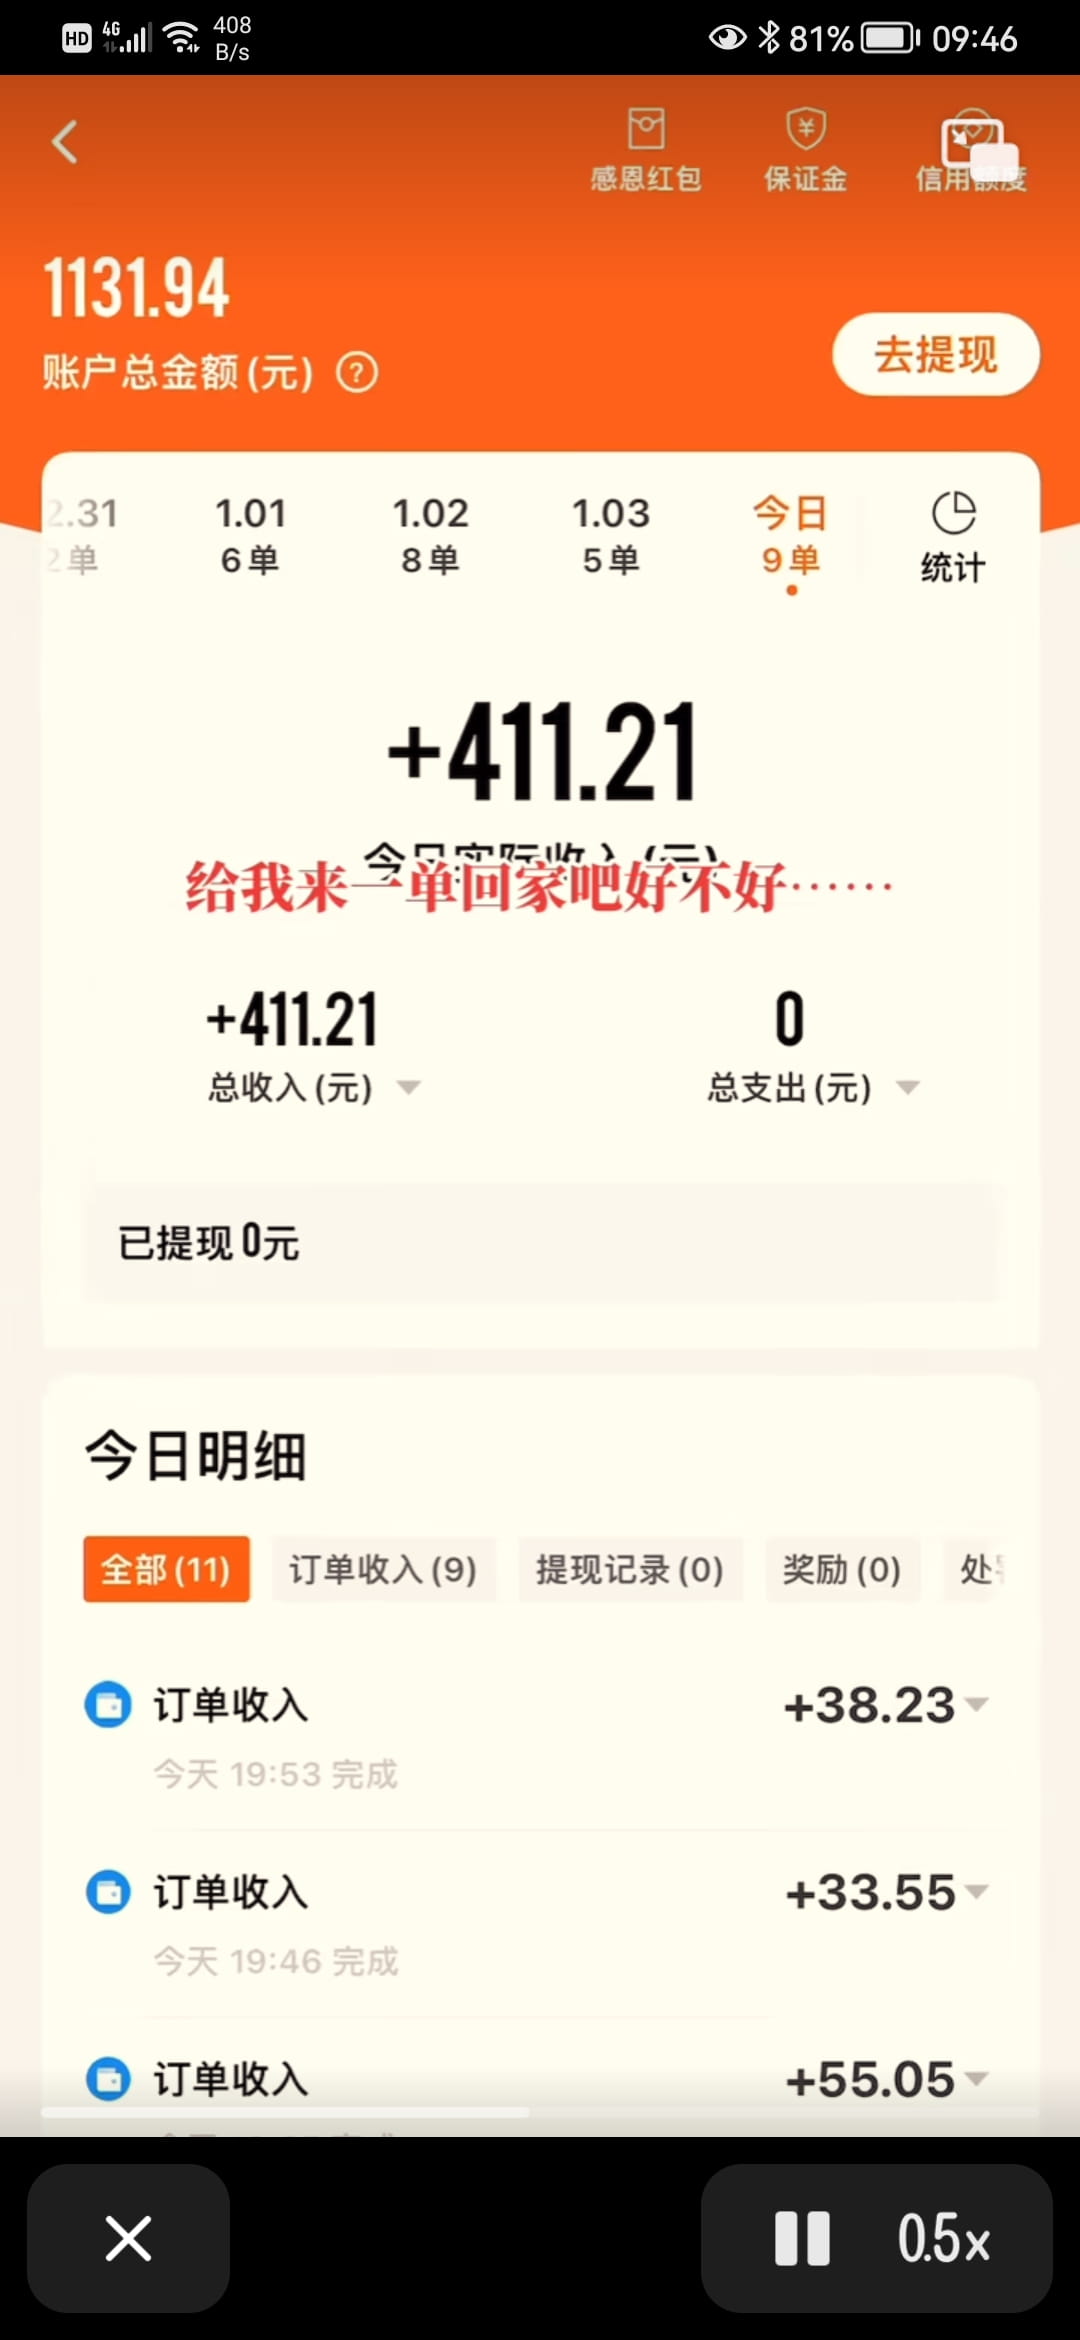 HD 4G 408 B/s 81% 09:46
感恩红包 保证金 信用额度
1131.94
账户总金额(元) ?
去提现
2.31 1.01 1.02 1.03 今日
2单 6单 8单 5单 9单 统计
+411.21
今日实际收入(元)
给我来一单回家吧好不好……
+411.21 0
总收入(元) 总支出(元)
已提现0元
今日明细
全部(11) 订单收入(9) 提现记录(0) 奖励(0) 处
订单收入 +38.23
今天 19:53 完成
订单收入 +33.55
今天 19:46 完成
订单收入 +55.05
0.5×